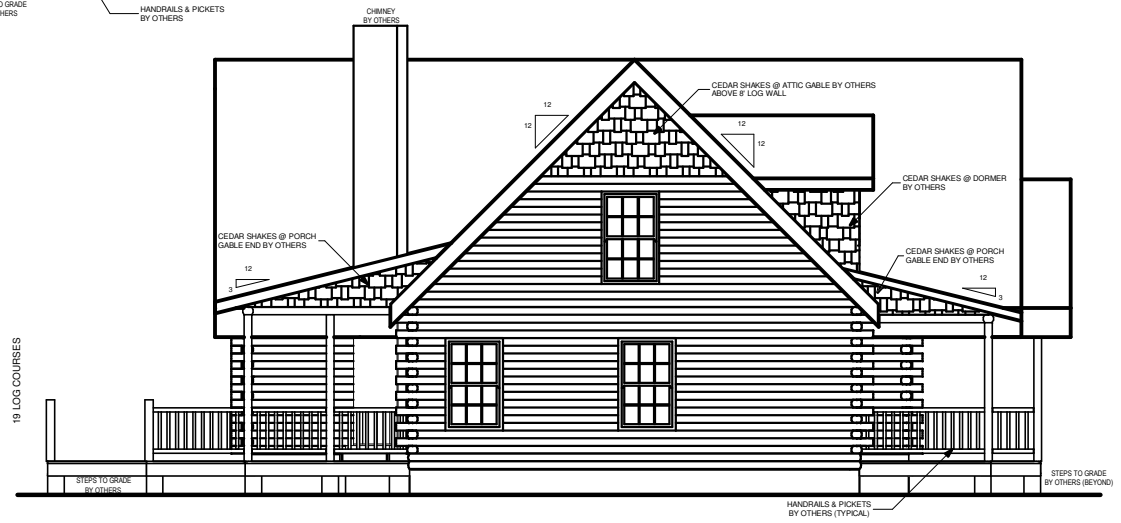 TO GRADE
HERS
HANDRAILS & PICKETS
BY OTHERS
CHIMNEY
BY OTHERS
CEDAR SHAKES @ ATTIC GABLE BY OTHERS
ABOVE 8' LOG WALL
12
12
12
12
CEDAR SHAKES @ DORMER
BY OTHERS
CEDAR SHAKES @ PORCH
GABLE END BY OTHERS
CEDAR SHAKES @ PORCH
GABLE END BY OTHERS
12
3
12
3
19 LOG COURSES
STEPS TO GRADE
BY OTHERS
STEPS TO GRADE
BY OTHERS (BEYOND)
HANDRAILS & PICKETS
BY OTHERS (TYPICAL)